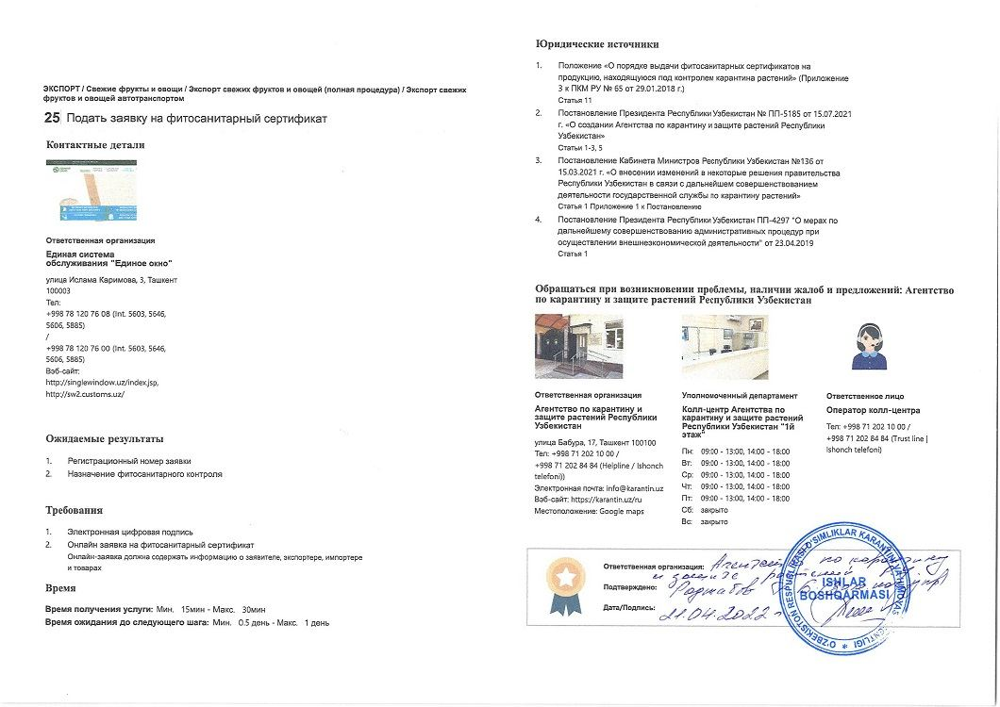 ЭКСПОРТ / Свежие фрукты и овощи / Экспорт свежих фруктов и овощей (полная процедура) / Экспорт свежих
фруктов и овощей автотранспортом
25 Подать заявку на фитосанитарный сертификат
Контактные детали
Ответственная организация
Единая система
обслуживания "Единое окно"
улица Ислама Каримова, 3, Ташкент
100003
Тел:
+998 78 120 76 08 (Int. 5603, 5646,
5606, 5885)
/
+998 78 120 76 00 (Int. 5603, 5646,
5606, 5885)
Вэб-сайт:
http://singlewindow.uz/index.jsp,
http://sw2.customs.uz/
Ожидаемые результаты
1. Регистрационный номер заявки
2. Назначение фитосанитарного контроля
Требования
1. Электронная цифровая подпись
2. Онлайн заявка на фитосанитарный сертификат
Онлайн-заявка должна содержать информацию о заявителе, экспортере, импортере
и товарах
Время
Время получения услуги: Мин. 15мин - Макс. 30мин
Время ожидания до следующего шага: Мин. 0.5 день - Макс. 1 день
Юридические источники
1. Положение «О порядке выдачи фитосанитарных сертификатов на
продукцию, находящуюся под контролем карантина растений» (Приложение
3 к ПКМ РУ № 65 от 29.01.2018 г.)
Статья 11
2. Постановление Президента Республики Узбекистан № ПП-5185 от 15.07.2021
г. «О создании Агентства по карантину и защите растений Республики
Узбекистан»
Статьи 1-3, 5
3. Постановление Кабинета Министров Республики Узбекистан №136 от
15.03.2021 г. «О внесении изменений в некоторые решения правительства
Республики Узбекистан в связи с дальнейшем совершенствованием
деятельности государственной службы по карантину растений»
Статья 1 Приложение 1 к Постановлению
4. Постановление Президента Республики Узбекистан ПП-4297 "О мерах по
дальнейшему совершенствованию административных процедур при
осуществлении внешнеэкономической деятельности" от 23.04.2019
Статья 1
Обращаться при возникновении проблемы, наличии жалоб и предложений: Агентство
по карантину и защите растений Республики Узбекистан
Ответственная организация
Агентство по карантину и
защите растений Республики
Узбекистан
улица Бабура, 17, Ташкент 100100
Тел: +998 71 202 10 00 /
+998 71 202 84 84 (Helpline / Ishonch
telefoni))
Электронная почта: info@karantin.uz
Вэб-сайт: https://karantin.uz/ru
Местоположение: Google maps
Уполномоченный департамент
Колл-центр Агентства по
карантину и защите растений
Республики Узбекистан "1й
этаж"
Пн: 09:00 - 13:00, 14:00 - 18:00
Вт: 09:00 - 13:00, 14:00 - 18:00
Ср: 09:00 - 13:00, 14:00 - 18:00
Чт: 09:00 - 13:00, 14:00 - 18:00
Пт: 09:00 - 13:00, 14:00 - 18:00
Сб: закрыто
Вс: закрыто
Ответственное лицо
Оператор колл-центра
Тел: +998 71 202 10 00 /
+998 71 202 84 84 (Trust line |
Ishonch telefoni)
Ответственная организация: Агентство по карантину
и защите растений
Подтверждено:
Дата/Подпись: 21.04.2022
O'ZBEKISTON RESPUBLIKASI O'SIMLIKLAR KARANTINI VA HIMOYASI AGENTLIGI
ISHLAR
BOSHQARMASI